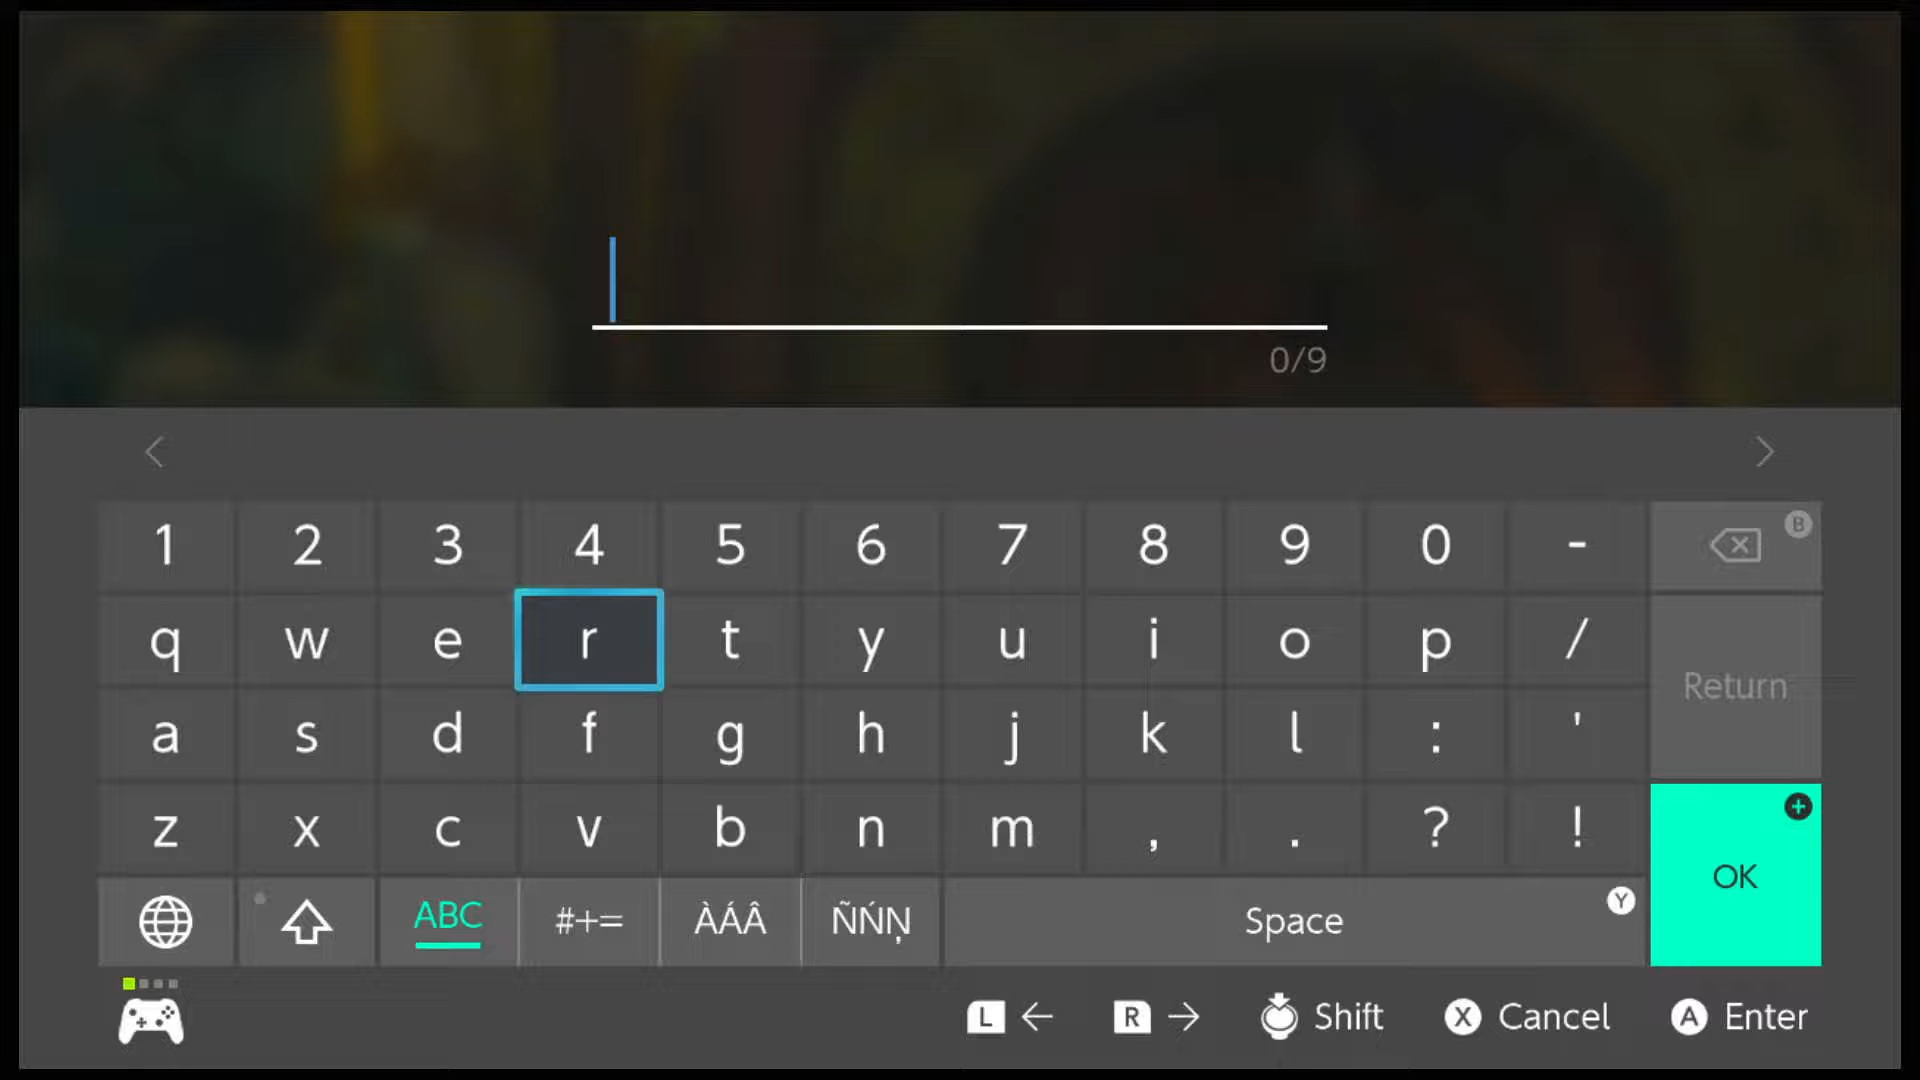 0/9
1 2 3 4 5 6 7 8 9 0 - B
q w e r t y u i o p /
Return
a s d f g h j k l : '
z x c v b n m , . ? !
OK
ABC #+= ÀÁÂ ÑŃŅ Space Y
L ← R → Shift X Cancel A Enter